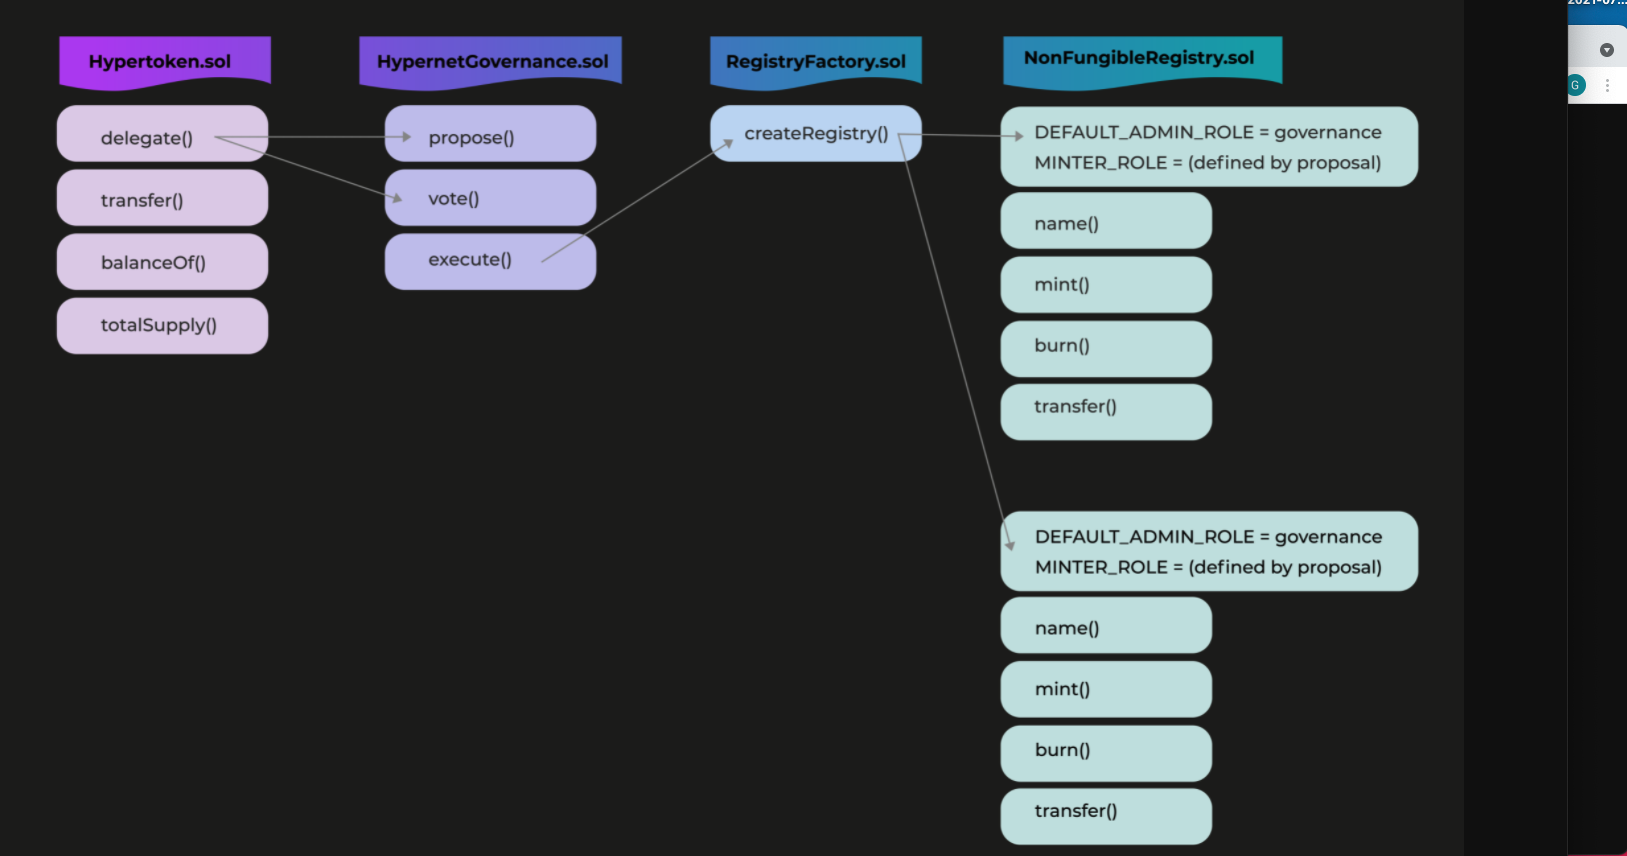 Hypertoken.sol
delegate()
transfer()
balanceOf()
totalSupply()
HypernetGovernance.sol
propose()
vote()
execute()
RegistryFactory.sol
createRegistry()
NonFungibleRegistry.sol
DEFAULT_ADMIN_ROLE = governance
MINTER_ROLE = (defined by proposal)
name()
mint()
burn()
transfer()
DEFAULT_ADMIN_ROLE = governance
MINTER_ROLE = (defined by proposal)
name()
mint()
burn()
transfer()
2021-07...
G